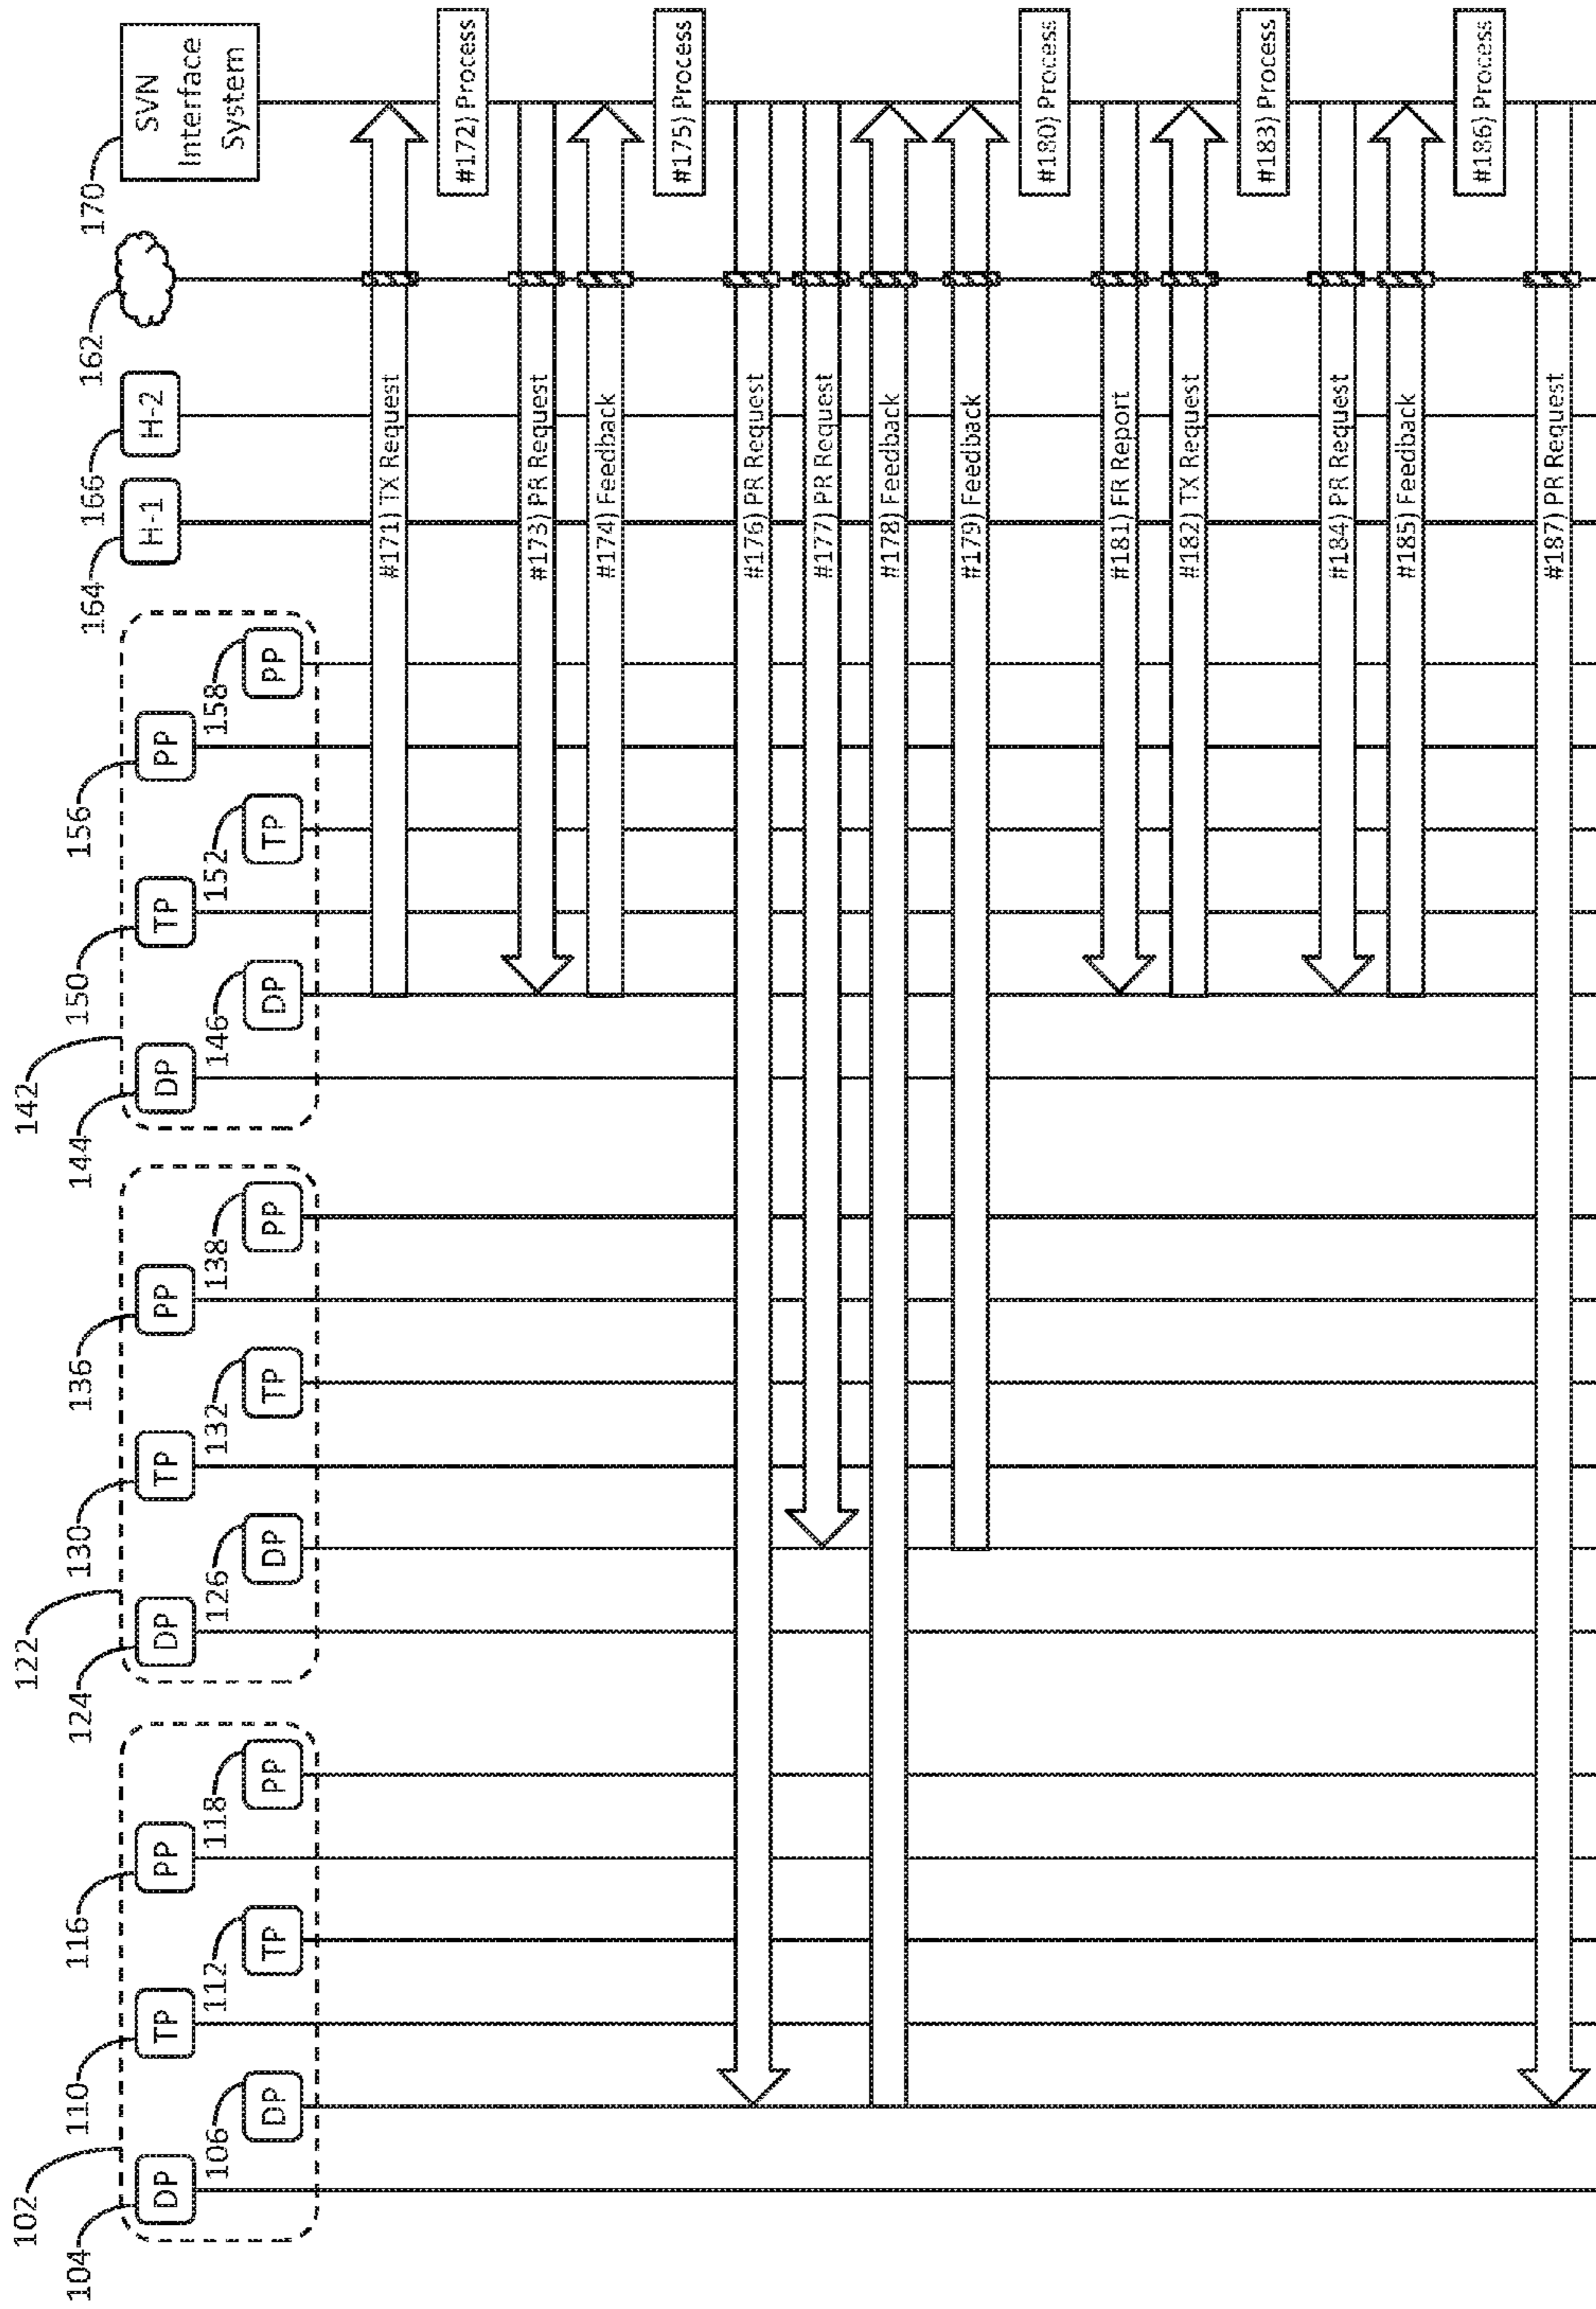 102
104
DP
106
DP
110
TP
112
TP
116
PP
118
PP
122
124
DP
126
DP
130
TP
132
TP
136
PP
138
PP
142
144
DP
146
DP
150
TP
152
TP
156
PP
158
PP
164
H-1
166
H-2
162
170
SVN
Interface
System
#171) TX Request
#172) Process
#173) PR Request
#174) Feedback
#175) Process
#176) PR Request
#177) PR Request
#178) Feedback
#179) Feedback
#180) Process
#181) FR Report
#182) TX Request
#183) Process
#184) PR Request
#185) Feedback
#186) Process
#187) PR Request